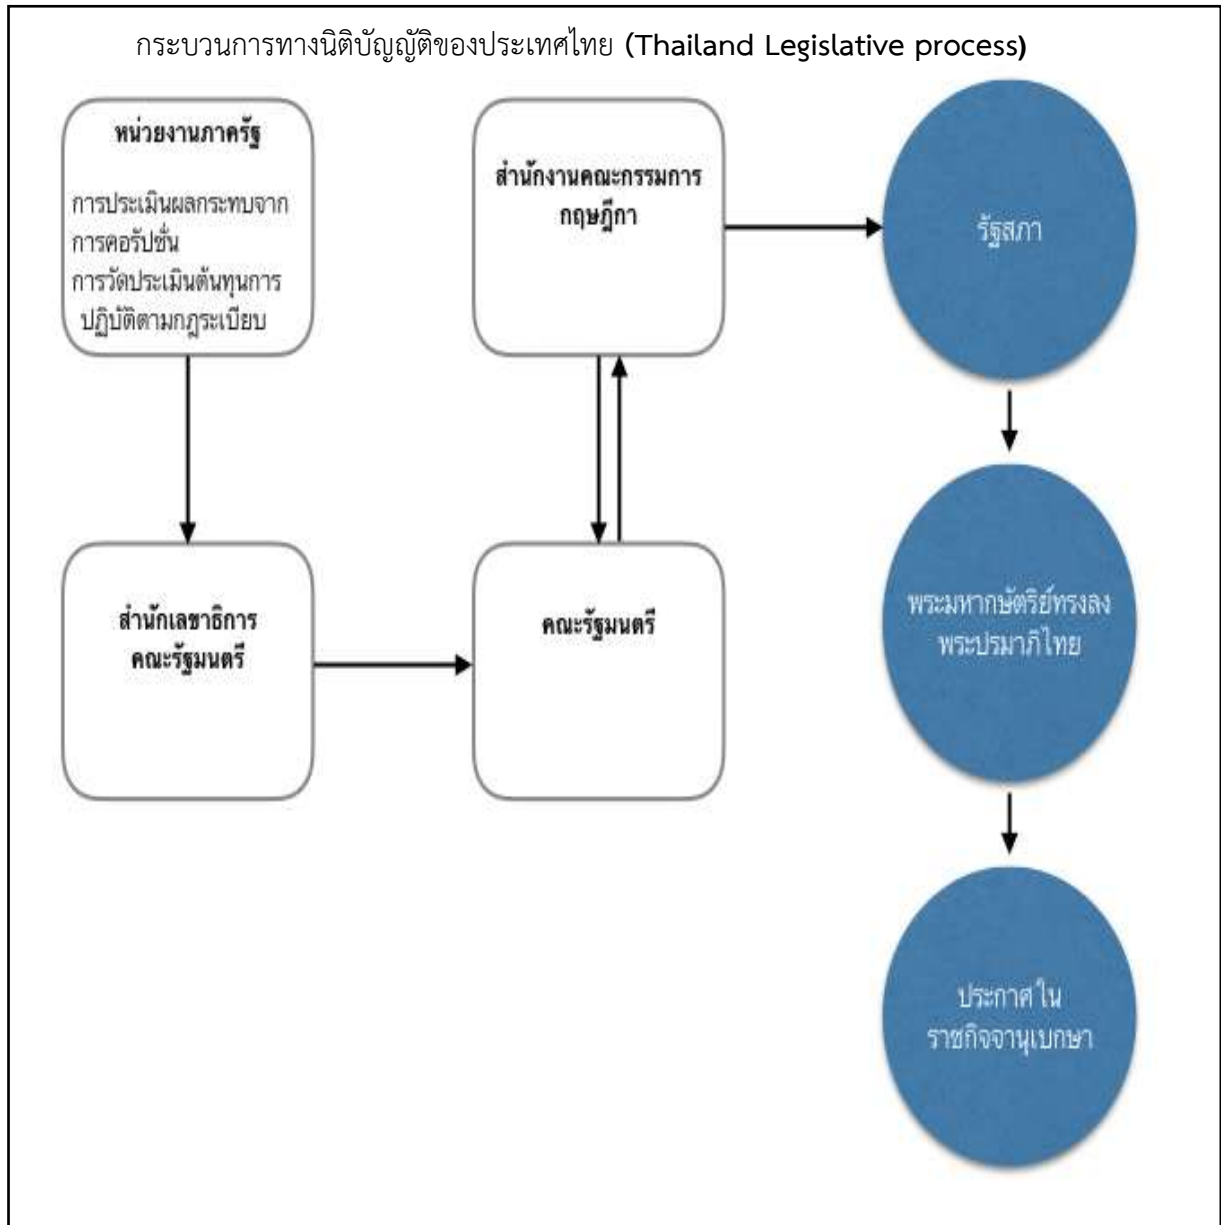 กระบวนการทางนิติบัญญัติของประเทศไทย (Thailand Legislative process)
หน่วยงานภาครัฐ
การประเมินผลกระทบจาก
การคอรัปชั่น
การวัดประเมินต้นทุนการ
ปฏิบัติตามกฎระเบียบ
สำนักงานคณะกรรมการ
กฤษฎีกา
รัฐสภา
สำนักเลขาธิการ
คณะรัฐมนตรี
คณะรัฐมนตรี
พระมหากษัตริย์ทรงลง
พระปรมาภิไทย
ประกาศ ใน
ราชกิจจานุเบกษา